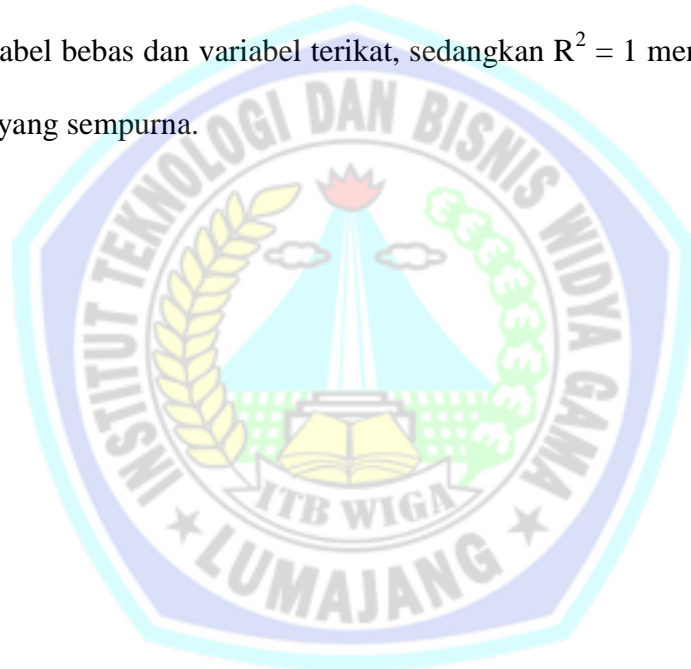 abel bebas dan variabel terikat, sedangkan R² = 1 mer
yang sempurna.
INSTITUT TEKNOLOGI DAN BISNIS WIDYA GAMA
ITB WIGA
LUMAJANG